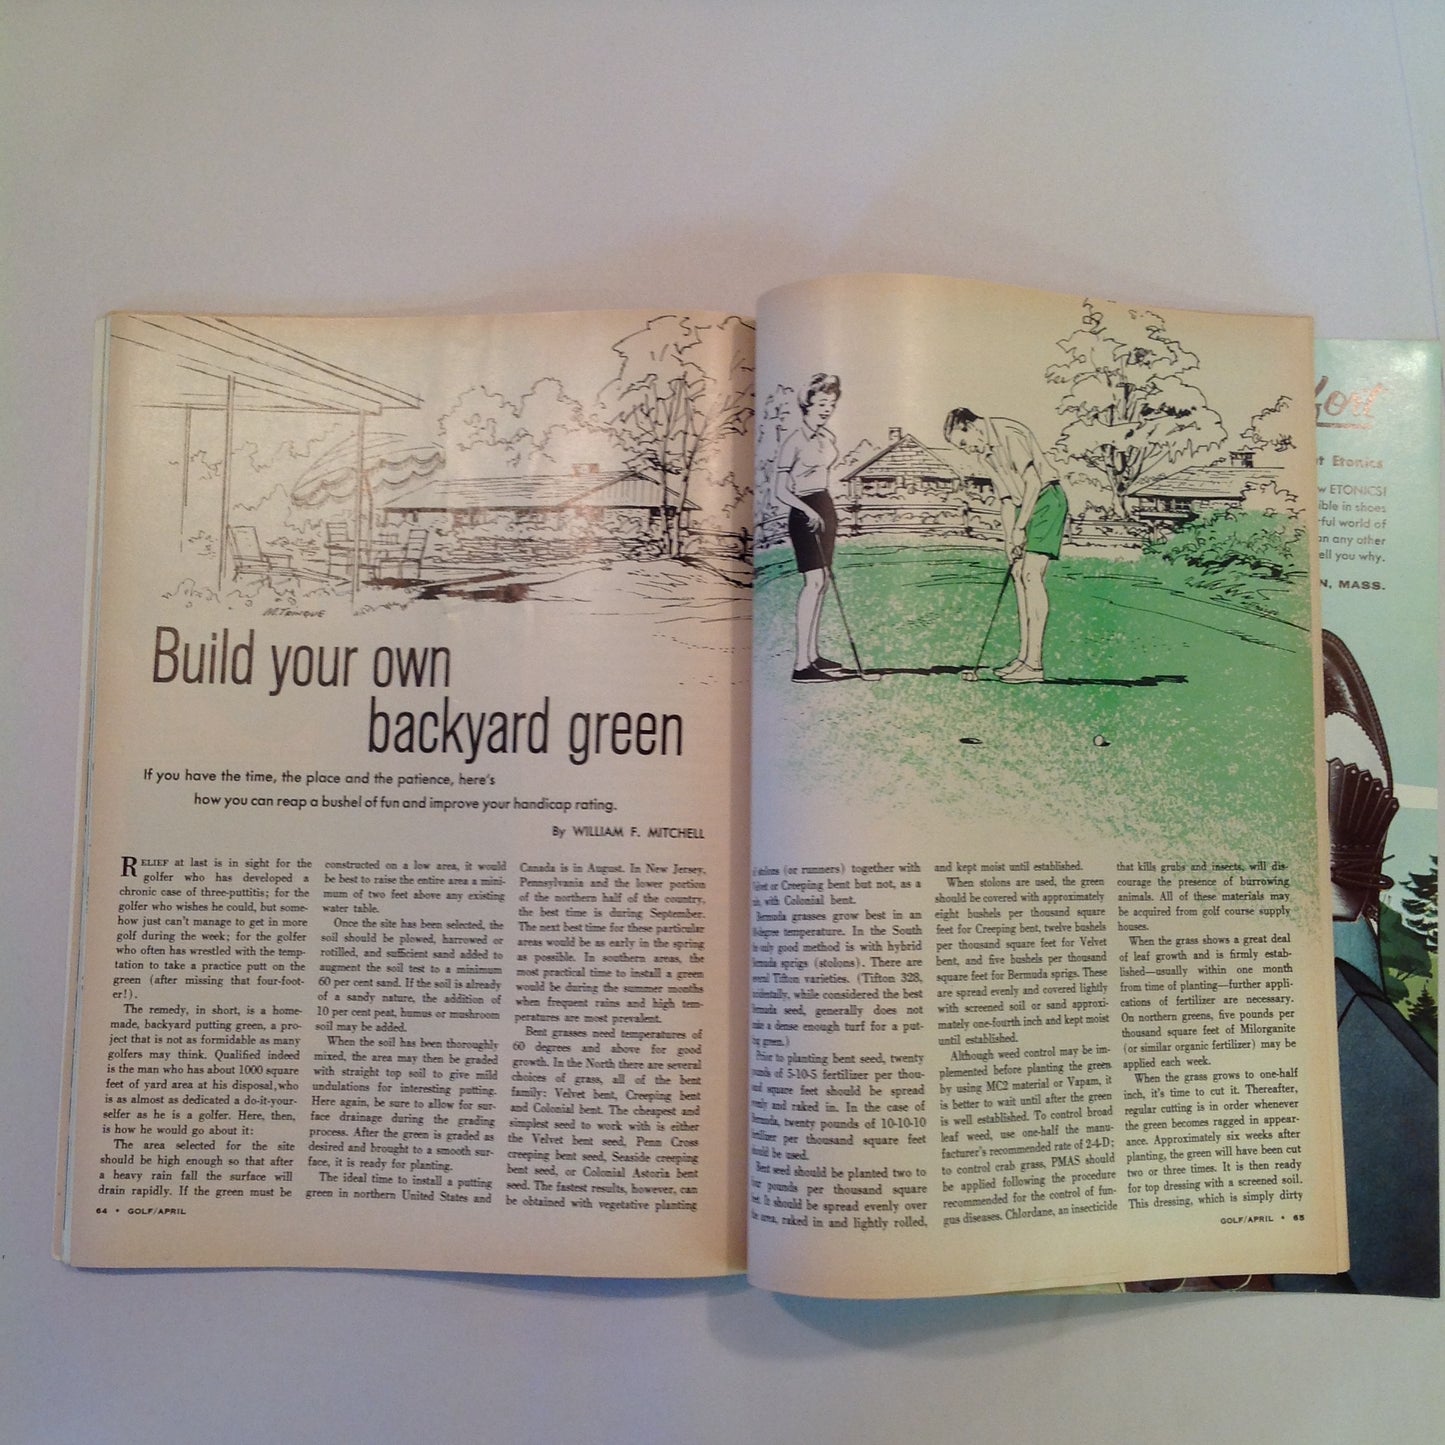 Build your own
backyard green
If you have the time, the place and the patience, here's
how you can reap a bushel of fun and improve your handicap rating.
By WILLIAM F. MITCHELL
RELIEF at last is in sight for the
golfer who has developed a
chronic case of three-puttitis; for the
golfer who wishes he could, but some-
how just can't manage to get in more
golf during the week; for the golfer
who often has wrestled with the temp-
tation to take a practice putt on the
green (after missing that four-foot-
er!).
The remedy, in short, is a home-
made, backyard putting green, a pro-
ject that is not as formidable as many
golfers may think. Qualified indeed
is the man who has about 1000 square
feet of yard area at his disposal, who
is as almost as dedicated a do-it-your-
selfer as he is a golfer. Here, then,
is how he would go about it:
The area selected for the site
should be high enough so that after
a heavy rain fall the surface will
drain rapidly. If the green must be
constructed on a low area, it would
be best to raise the entire area a mini-
mum of two feet above any existing
water table.
Once the site has been selected, the
soil should be plowed, harrowed or
rotilled, and sufficient sand added to
augment the soil test to a minimum
60 per cent sand. If the soil is already
of a sandy nature, the addition of
10 per cent peat, humus or mushroom
soil may be added.
When the soil has been thoroughly
mixed, the area may then be graded
with straight top soil to give mild
undulations for interesting putting.
Here again, be sure to allow for sur-
face drainage during the grading
process. After the green is graded as
desired and brought to a smooth sur-
face, it is ready for planting.
The ideal time to install a putting
green in northern United States and
Canada is in August. In New Jersey,
Pennsylvania and the lower portion
of the northern half of the country,
the best time is during September.
The next best time for these particular
areas would be as early in the spring
as possible. In southern areas, the
most practical time to install a green
would be during the summer months
when frequent rains and high tem-
peratures are most prevalent.
Bent grasses need temperatures of
60 degrees and above for good
growth. In the North there are several
choices of grass, all of the bent
family: Velvet bent, Creeping bent
and Colonial bent. The cheapest and
simplest seed to work with is either
the Velvet bent seed, Penn Cross
creeping bent seed, Seaside creeping
bent seed, or Colonial Astoria bent
seed. The fastest results, however, can
be obtained with vegetative planting
64 • GOLF/APRIL
stolons (or runners) together with
or Creeping bent but not, as a
with Colonial bent.
Bermuda grasses grow best in an
temperature. In the South
only good method is with hybrid
sprigs (stolons). There are
Tifton varieties. (Tifton 328,
while considered the best
seed, generally does not
a dense enough turf for a put-
green.)
Prior to planting bent seed, twenty
of 5-10-5 fertilizer per thou-
square feet should be spread
and raked in. In the case of
twenty pounds of 10-10-10
per thousand square feet
should be used.
Bent seed should be planted two to
pounds per thousand square
It should be spread evenly over
area, raked in and lightly rolled,
and kept moist until established.
When stolons are used, the green
should be covered with approximately
eight bushels per thousand square
feet for Creeping bent, twelve bushels
per thousand square feet for Velvet
bent, and five bushels per thousand
square feet for Bermuda sprigs. These
are spread evenly and covered lightly
with screened soil or sand approxi-
mately one-fourth inch and kept moist
until established.
Although weed control may be im-
plemented before planting the green
by using MC2 material or Vapam, it
is better to wait until after the green
is well established. To control broad
leaf weed, use one-half the manu-
facturer's recommended rate of 2-4-D;
to control crab grass, PMAS should
be applied following the procedure
recommended for the control of fun-
gus diseases. Chlordane, an insecticide
that kills grubs and insects, will dis-
courage the presence of burrowing
animals. All of these materials may
be acquired from golf course supply
houses.
When the grass shows a great deal
of leaf growth and is firmly estab-
lished—usually within one month
from time of planting—further appli-
cations of fertilizer are necessary.
On northern greens, five pounds per
thousand square feet of Milorganite
(or similar organic fertilizer) may be
applied each week.
When the grass grows to one-half
inch, it's time to cut it. Thereafter,
regular cutting is in order whenever
the green becomes ragged in appear-
ance. Approximately six weeks after
planting, the green will have been cut
two or three times. It is then ready
for top dressing with a screened soil.
This dressing, which is simply dirty
GOLF/APRIL • 65
Etonics
ETONICS!
ible in shoes
ful world of
any other
ell you why.
N, MASS.